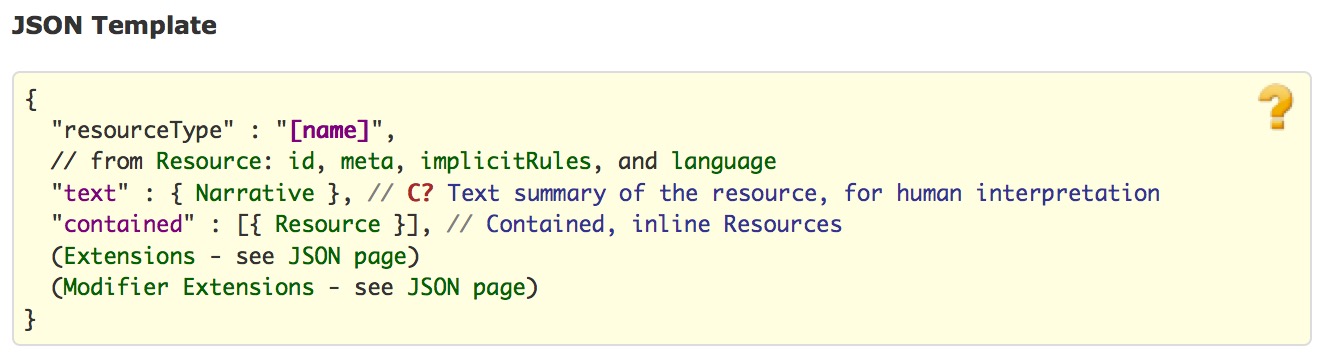 JSON Template
{
"resourceType" : "[name]",
// from Resource: id, meta, implicitRules, and language
"text" : { Narrative }, // C? Text summary of the resource, for human interpretation
"contained" : [{ Resource }], // Contained, inline Resources
(Extensions - see JSON page)
(Modifier Extensions - see JSON page)
}
?